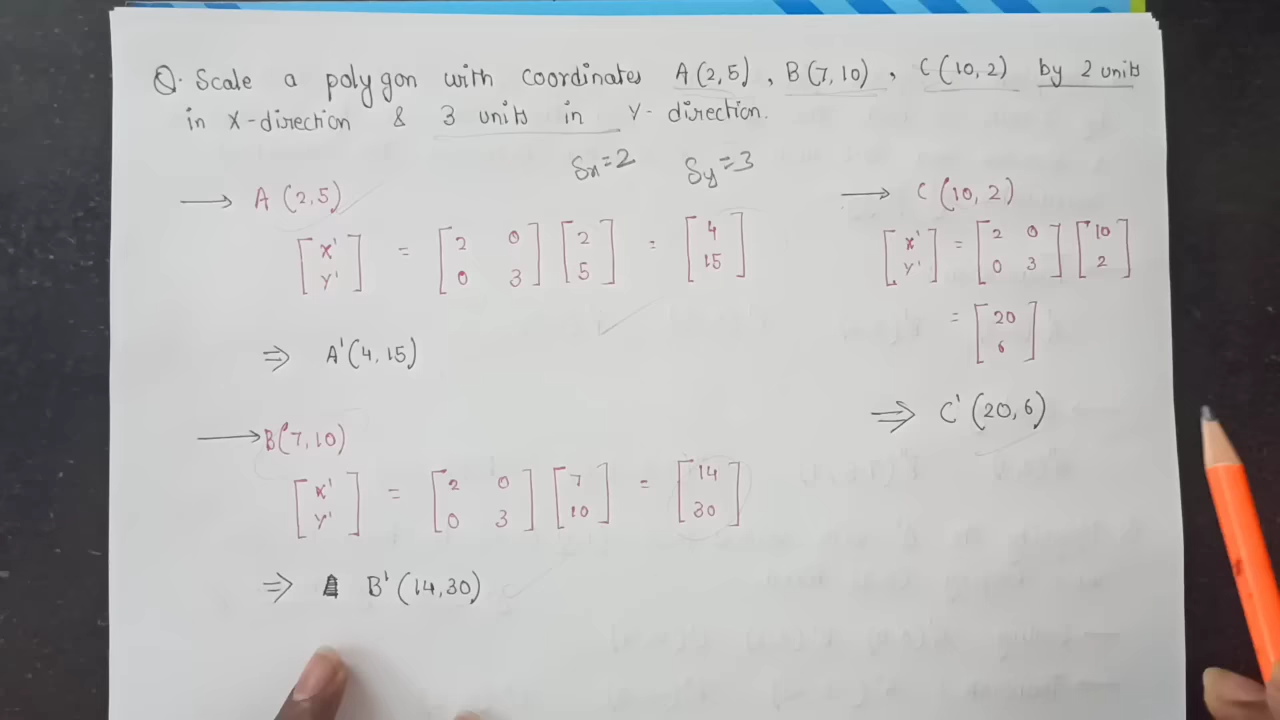 Q. Scale a polygon with coordinates A(2,5), B(7,10), C(10,2) by 2 units
in X-direction & 3 units in Y-direction.
Sx=2 Sy=3
→ A (2,5)
[X' Y'] = [2 0 0 3] [2 5] = [4 15]
⇒ A'(4,15)
→ B(7,10)
[X' Y'] = [2 0 0 3] [7 10] = [14 30]
⇒ B'(14,30)
→ C(10,2)
[X' Y'] = [2 0 0 3] [10 2]
= [20 6]
⇒ C'(20,6)